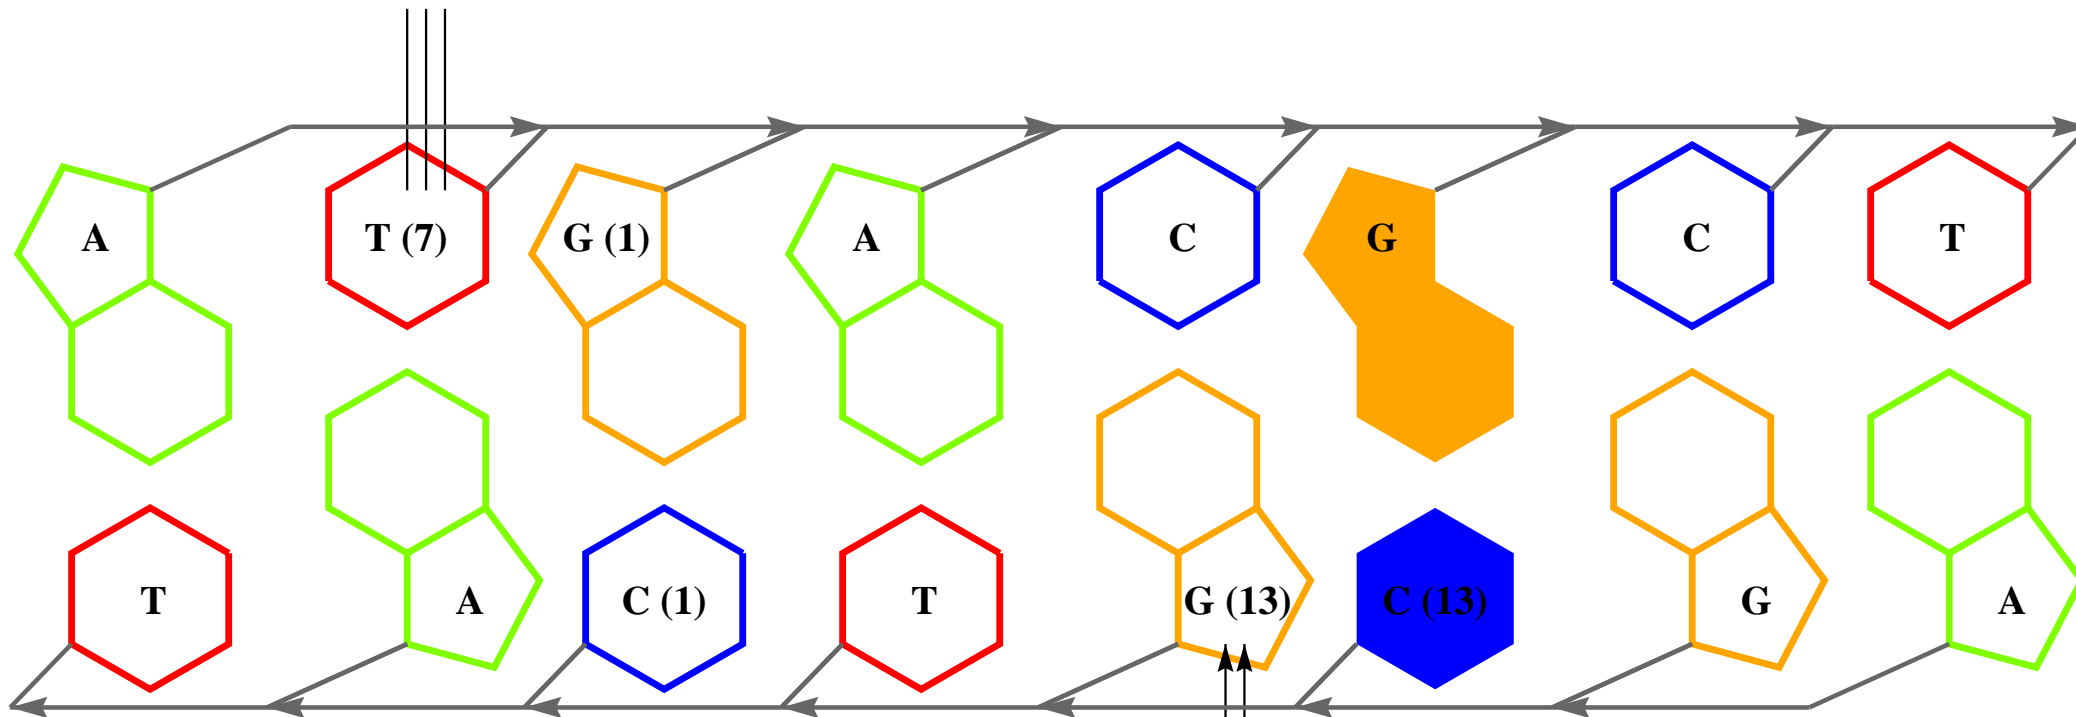 A T (7) G (1) A C G C T
T A C (1) T G (13) C (13) G A